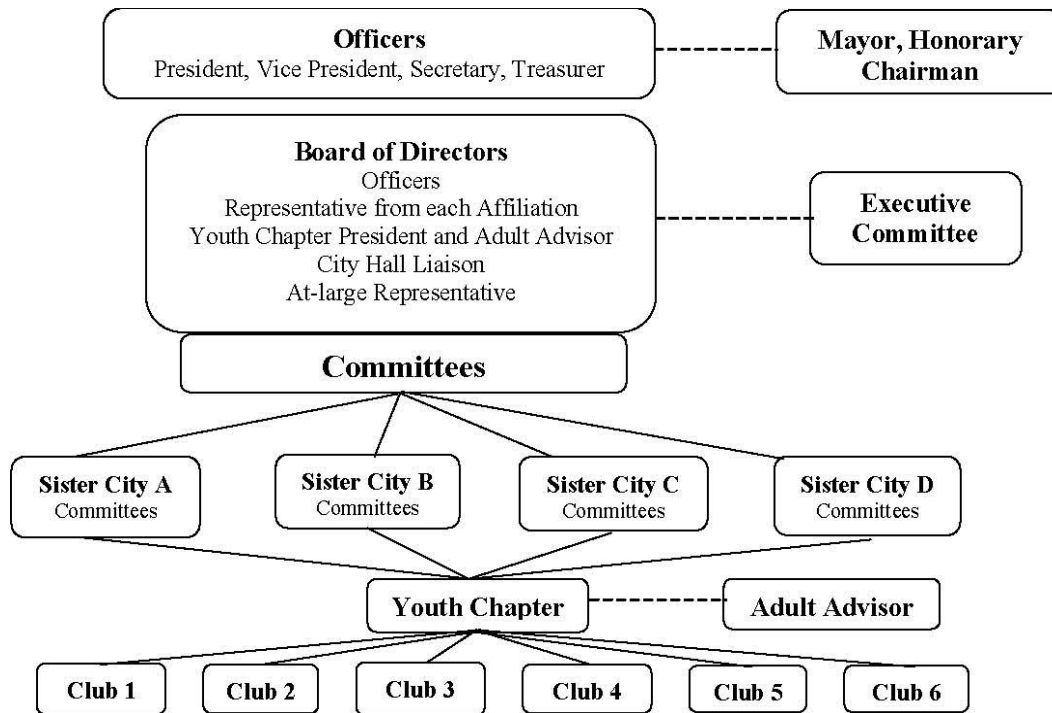 Officers
President, Vice President, Secretary, Treasurer
Mayor, Honorary
Chairman
Board of Directors
Officers
Representative from each Affiliation
Youth Chapter President and Adult Advisor
City Hall Liaison
At-large Representative
Executive
Committee
Committees
Sister City A
Committees
Sister City B
Committees
Sister City C
Committees
Sister City D
Committees
Youth Chapter
Adult Advisor
Club 1
Club 2
Club 3
Club 4
Club 5
Club 6